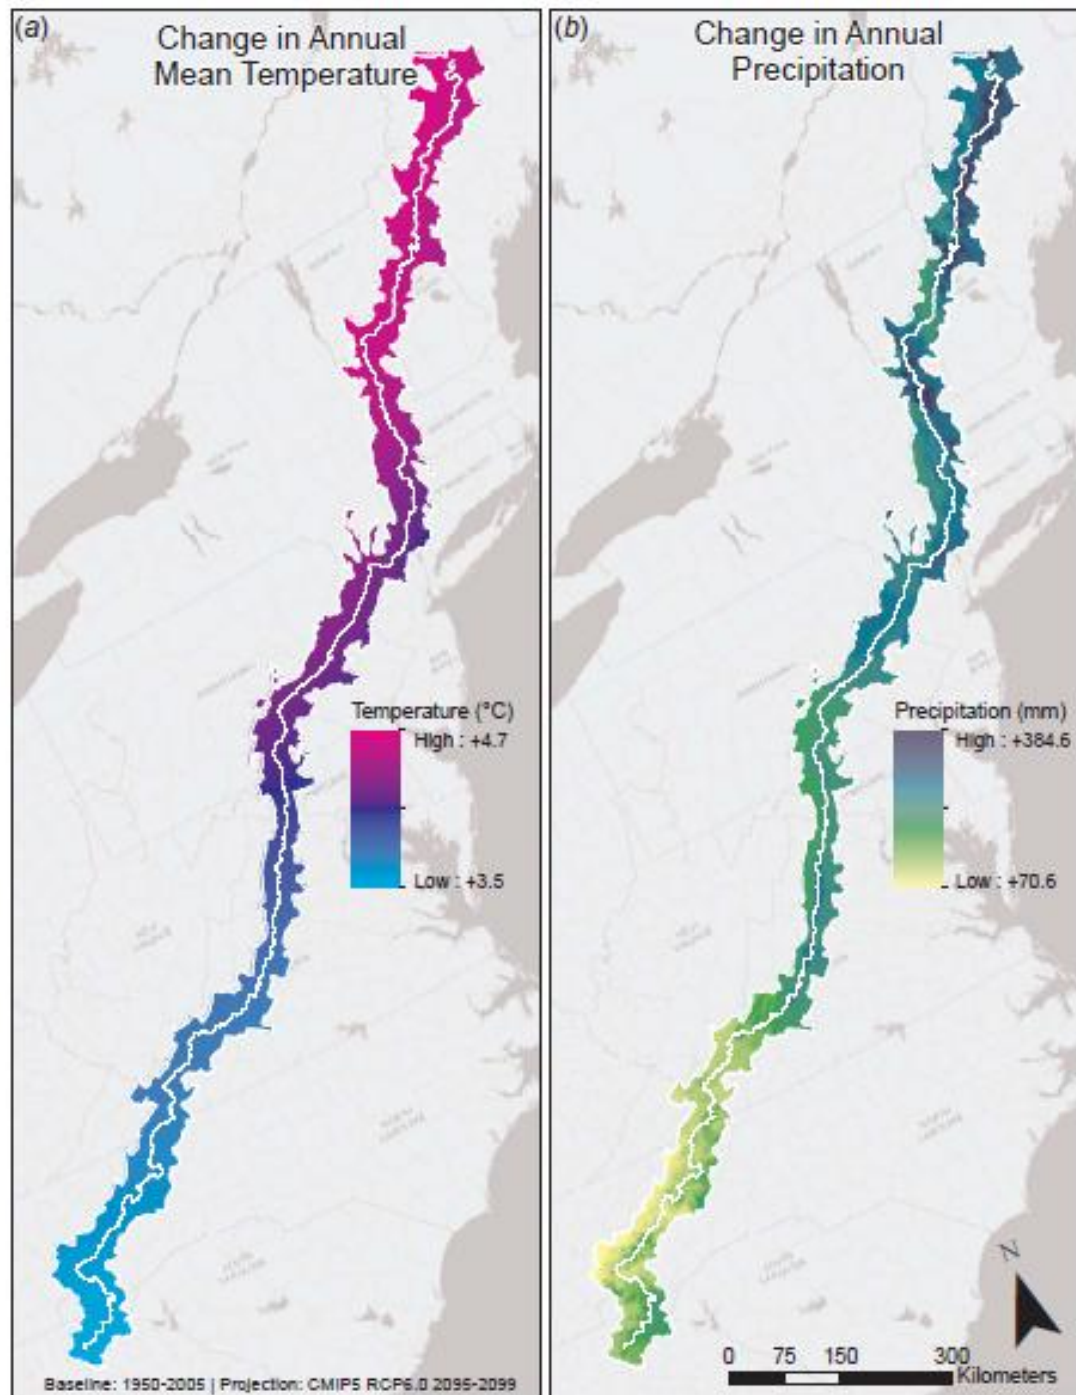 (a)
Change in Annual
Mean Temperature
Temperature (°C)
High : +4.7
Low : +3.5
Baseline: 1950-2005 | Projection: CMIP5 RCP6.0 2095-2099
(b)
Change in Annual
Precipitation
Precipitation (mm)
High : +384.6
Low : +70.6
N
0 75 150 300
Kilometers